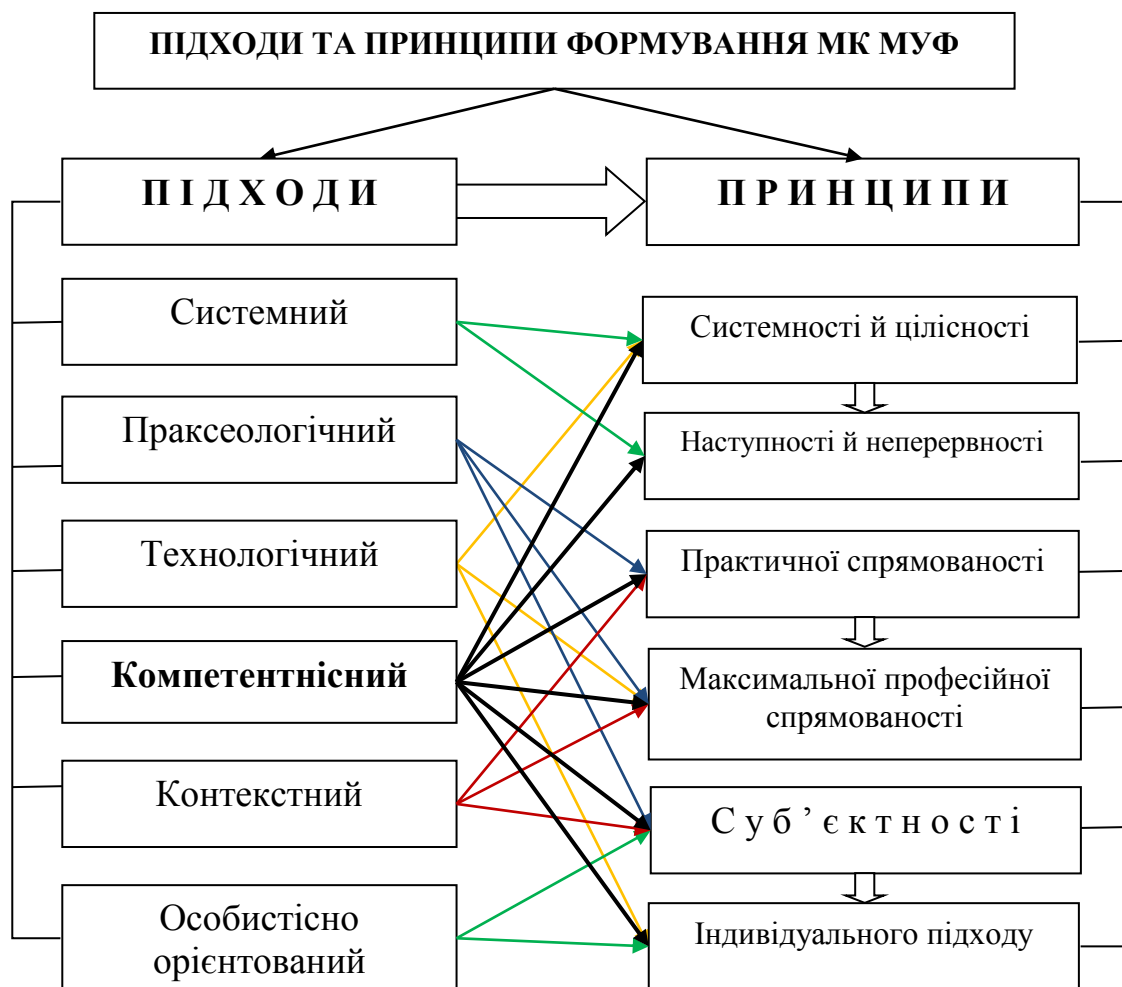 ПІДХОДИ ТА ПРИНЦИПИ ФОРМУВАННЯ МК МУФ
П І Д Х О Д И
П Р И Н Ц И П И
Системний
Праксеологічний
Технологічний
Компетентнісний
Контекстний
Особистісно
орієнтований
Системності й цілісності
Наступності й неперервності
Практичної спрямованості
Максимальної професійної
спрямованості
С у б ’ є к т н о с т і
Індивідуального підходу